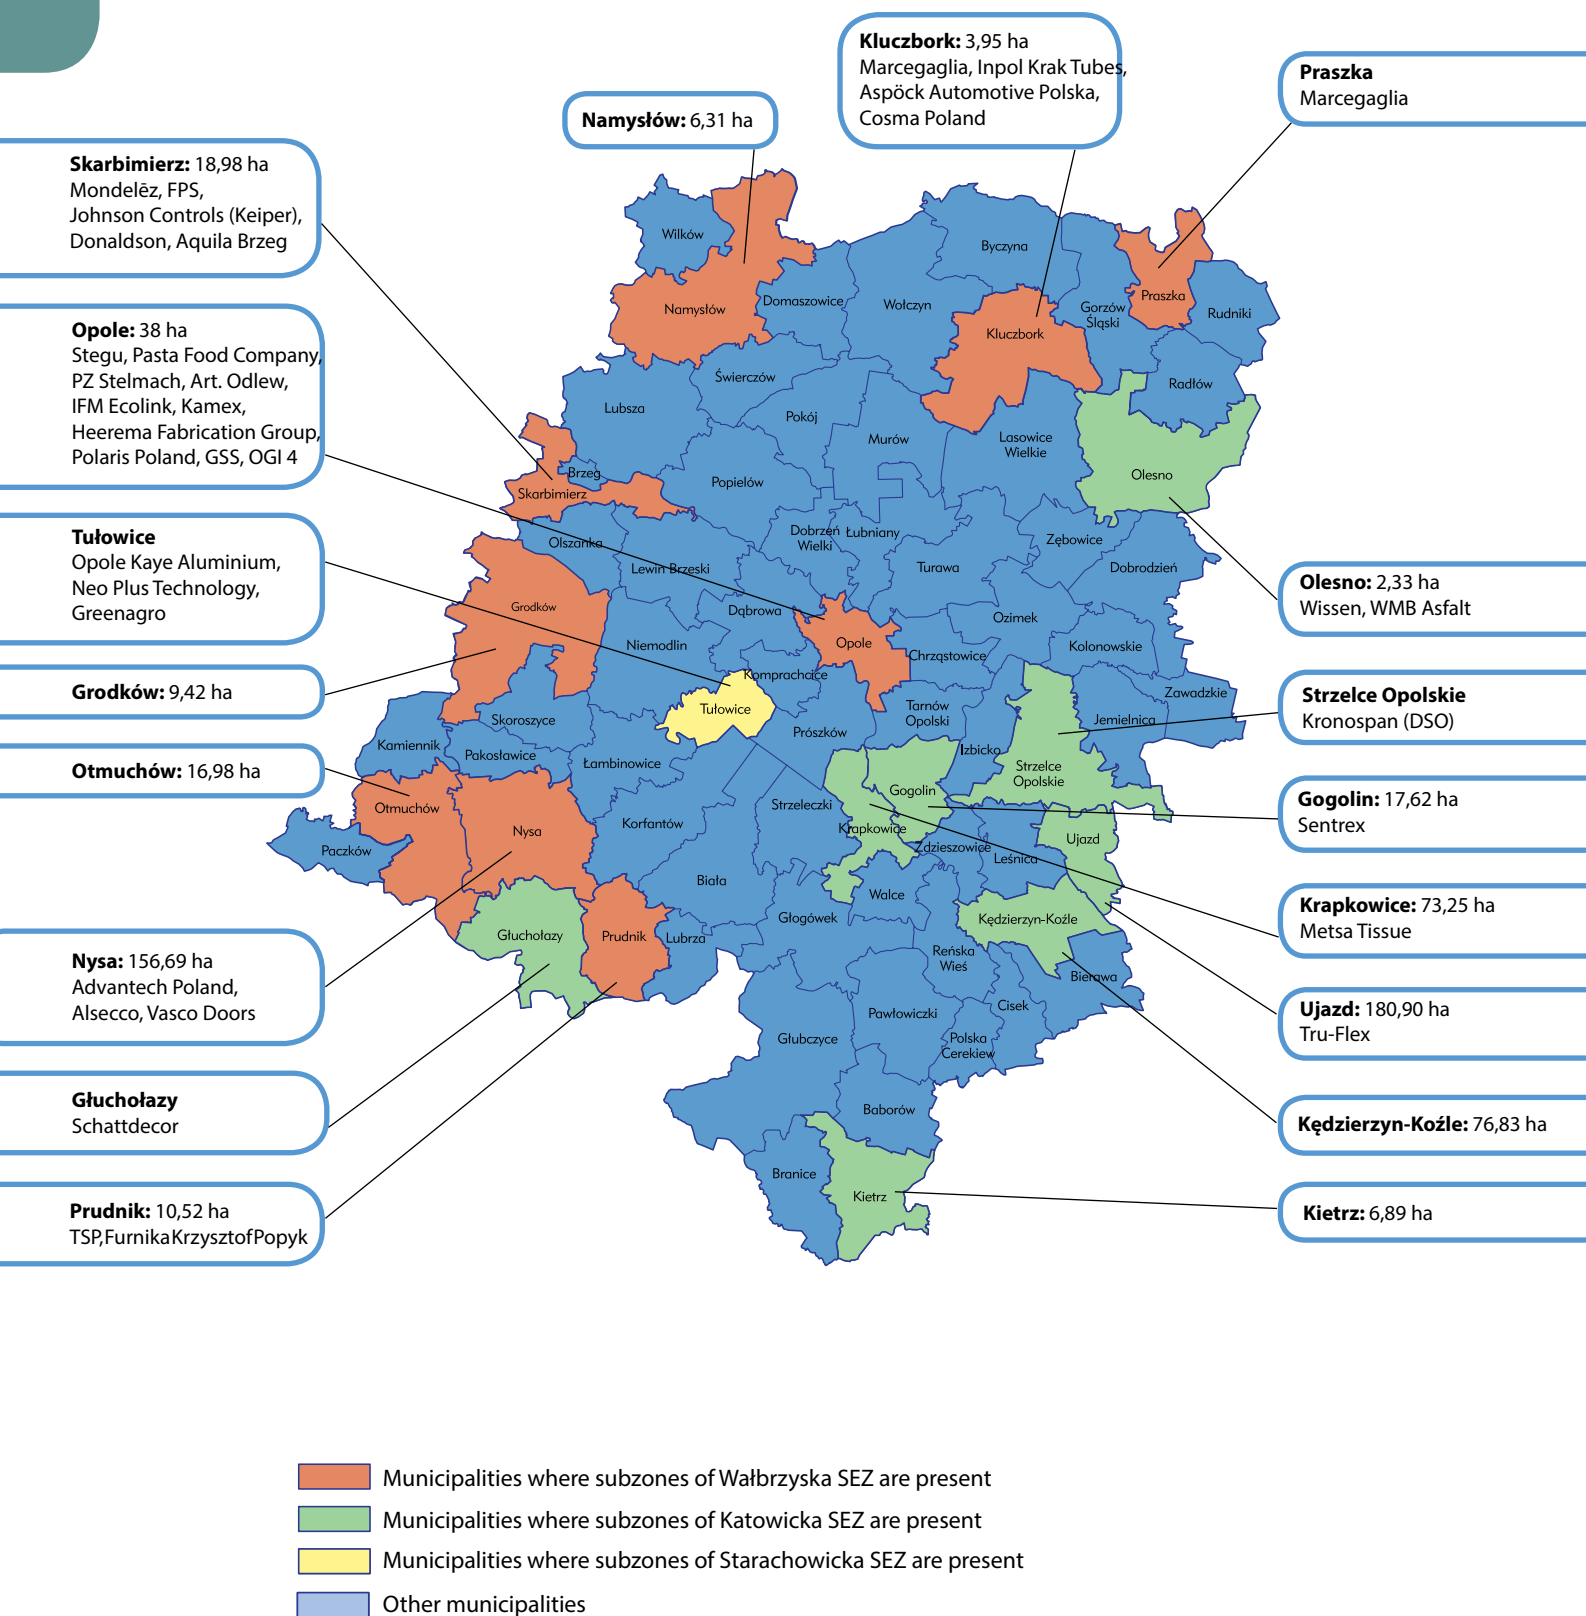 Kluczbork: 3,95 ha
Marcegaglia, Inpol Krak Tubes,
Aspöck Automotive Polska,
Cosma Poland
Praszka
Marcegaglia
Namysłów: 6,31 ha
Skarbimierz: 18,98 ha
Mondelēz, FPS,
Johnson Controls (Keiper),
Donaldson, Aquila Brzeg
Opole: 38 ha
Stegu, Pasta Food Company,
PZ Stelmach, Art. Odlew,
IFM Ecolink, Kamex,
Heerema Fabrication Group,
Polaris Poland, GSS, OGI 4
Tułowice
Opole Kaye Aluminium,
Neo Plus Technology,
Greenagro
Grodków: 9,42 ha
Otmuchów: 16,98 ha
Nysa: 156,69 ha
Advantech Poland,
Alsecco, Vasco Doors
Głuchołazy
Schattdecor
Prudnik: 10,52 ha
TSP, Furnika Krzysztof Popyk
Olesno: 2,33 ha
Wissen, WMB Asfalt
Strzelce Opolskie
Kronospan (DSO)
Gogolin: 17,62 ha
Sentrex
Krapkowice: 73,25 ha
Metsa Tissue
Ujazd: 180,90 ha
Tru-Flex
Kędzierzyn-Koźle: 76,83 ha
Kietrz: 6,89 ha
Wilków
Byczyna
Namysłów
Domaszowice
Wołczyn
Kluczbork
Gorzów
Śląski
Praszka
Rudniki
Świerczów
Radłów
Lubsza
Pokój
Murów
Lasowice
Wielkie
Olesno
Brzeg
Skarbimierz
Popielów
Olszanka
Lewin Brzeski
Dobrzeń
Wielki
Łubniany
Turawa
Zębowice
Dobrodzień
Grodków
Niemodlin
Dąbrowa
Opole
Ozimek
Chrząstowice
Kolonowskie
Komprachcice
Tułowice
Prószków
Tarnów
Opolski
Zawadzkie
Jemielnica
Skoroszyce
Kamiennik
Pakosławice
Łambinowice
Izbicko
Strzelce
Opolskie
Otmuchów
Nysa
Korfantów
Strzeleczki
Gogolin
Krapkowice
Zdzieszowice
Leśnica
Ujazd
Paczków
Biała
Walce
Głogówek
Kędzierzyn-Koźle
Głuchołazy
Prudnik
Lubrza
Reńska
Wieś
Bierawa
Cisek
Pawłowiczki
Polska
Cerekiew
Głubczyce
Baborów
Branice
Kietrz
Municipalities where subzones of Wałbrzyska SEZ are present
Municipalities where subzones of Katowicka SEZ are present
Municipalities where subzones of Starachowicka SEZ are present
Other municipalities